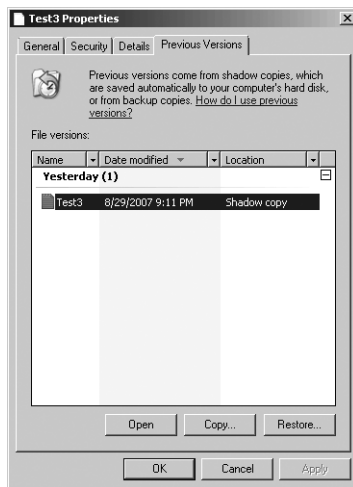 Test3 Properties
General Security Details Previous Versions
Previous versions come from shadow copies, which
are saved automatically to your computer's hard disk,
or from backup copies. How do I use previous
versions?
File versions:
Name Date modified Location
Yesterday (1)
Test3 8/29/2007 9:11 PM Shadow copy
Open Copy... Restore...
OK Cancel Apply